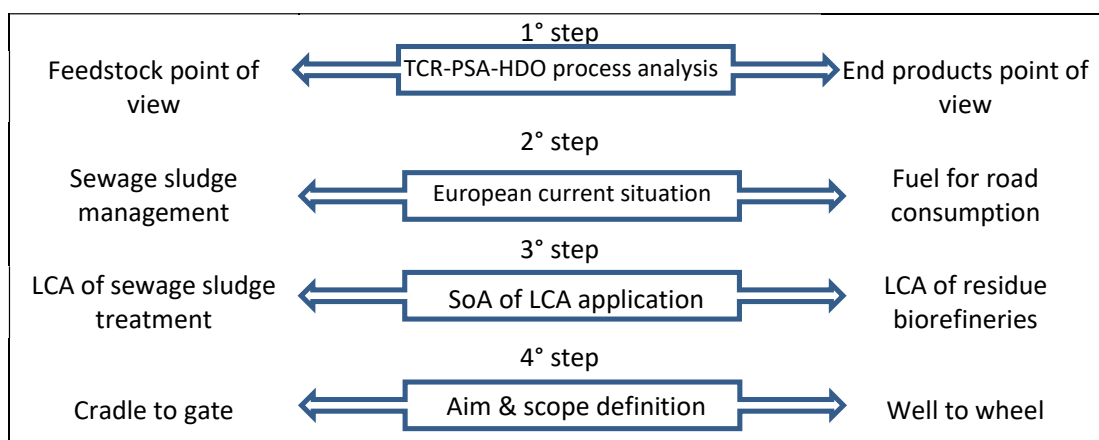 1° step
Feedstock point of
view
TCR-PSA-HDO process analysis
End products point of
view
2° step
Sewage sludge
management
European current situation
Fuel for road
consumption
3° step
LCA of sewage sludge
treatment
SoA of LCA application
LCA of residue
biorefineries
4° step
Cradle to gate
Aim & scope definition
Well to wheel